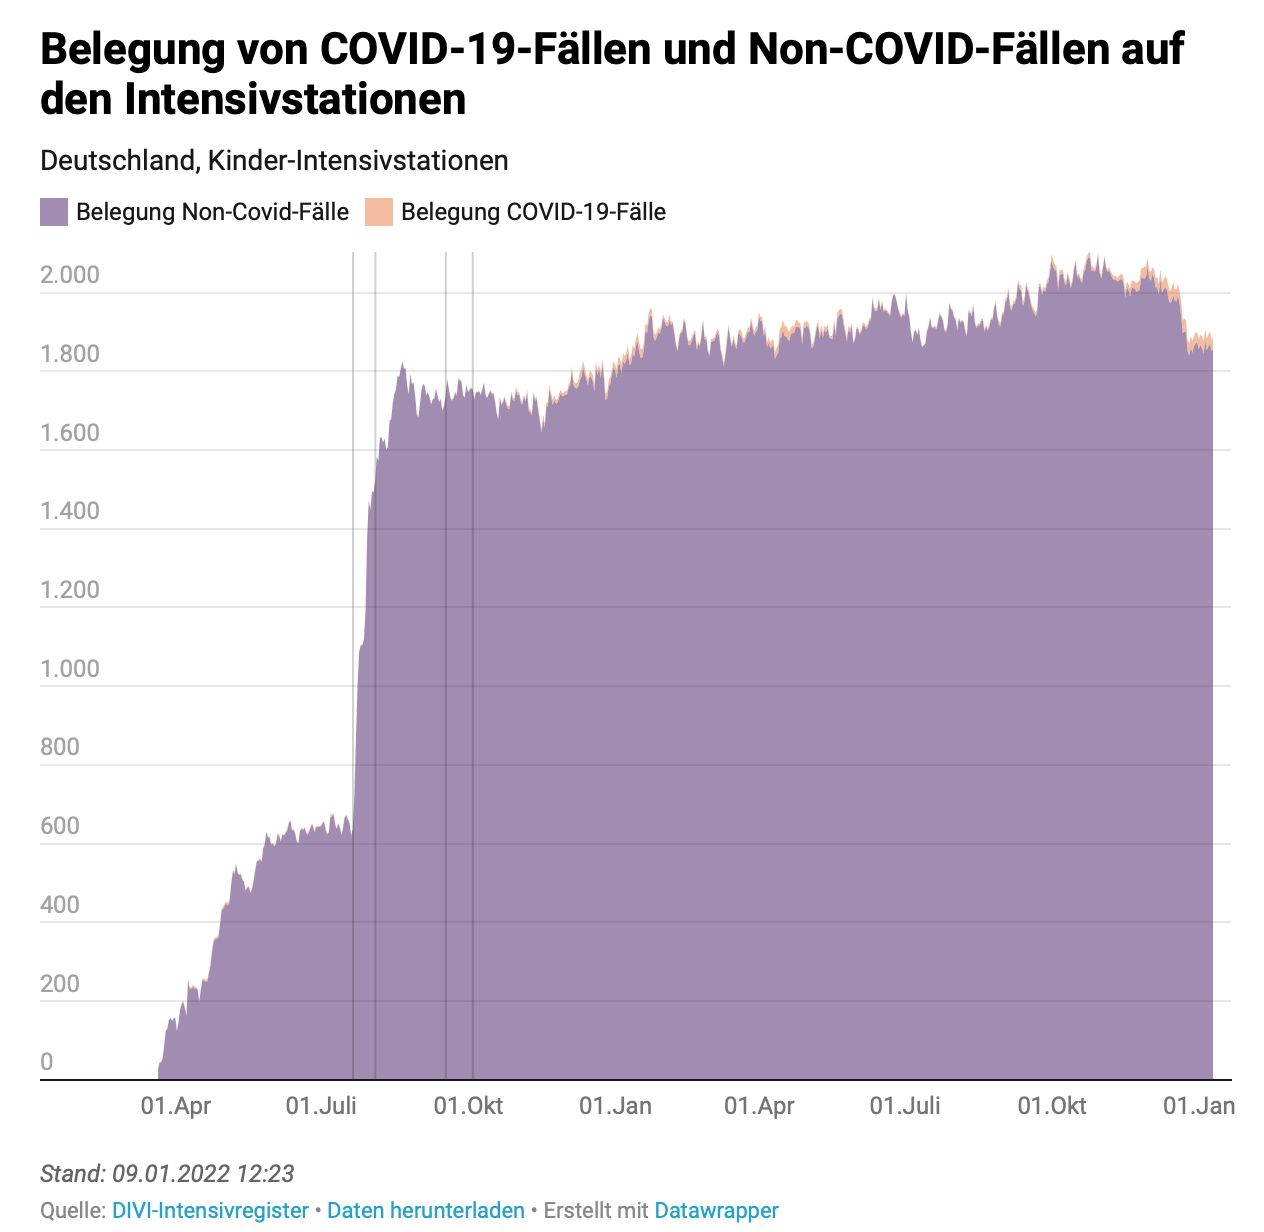 Belegung von COVID-19-Fällen und Non-COVID-Fällen auf
den Intensivstationen
Deutschland, Kinder-Intensivstationen
Belegung Non-Covid-Fälle Belegung COVID-19-Fälle
2.000
1.800
1.600
1.400
1.200
1.000
800
600
400
200
0
01.Apr 01.Juli 01.Okt 01.Jan 01.Apr 01.Juli 01.Okt 01.Jan
Stand: 09.01.2022 12:23
Quelle: DIVI-Intensivregister • Daten herunterladen • Erstellt mit Datawrapper